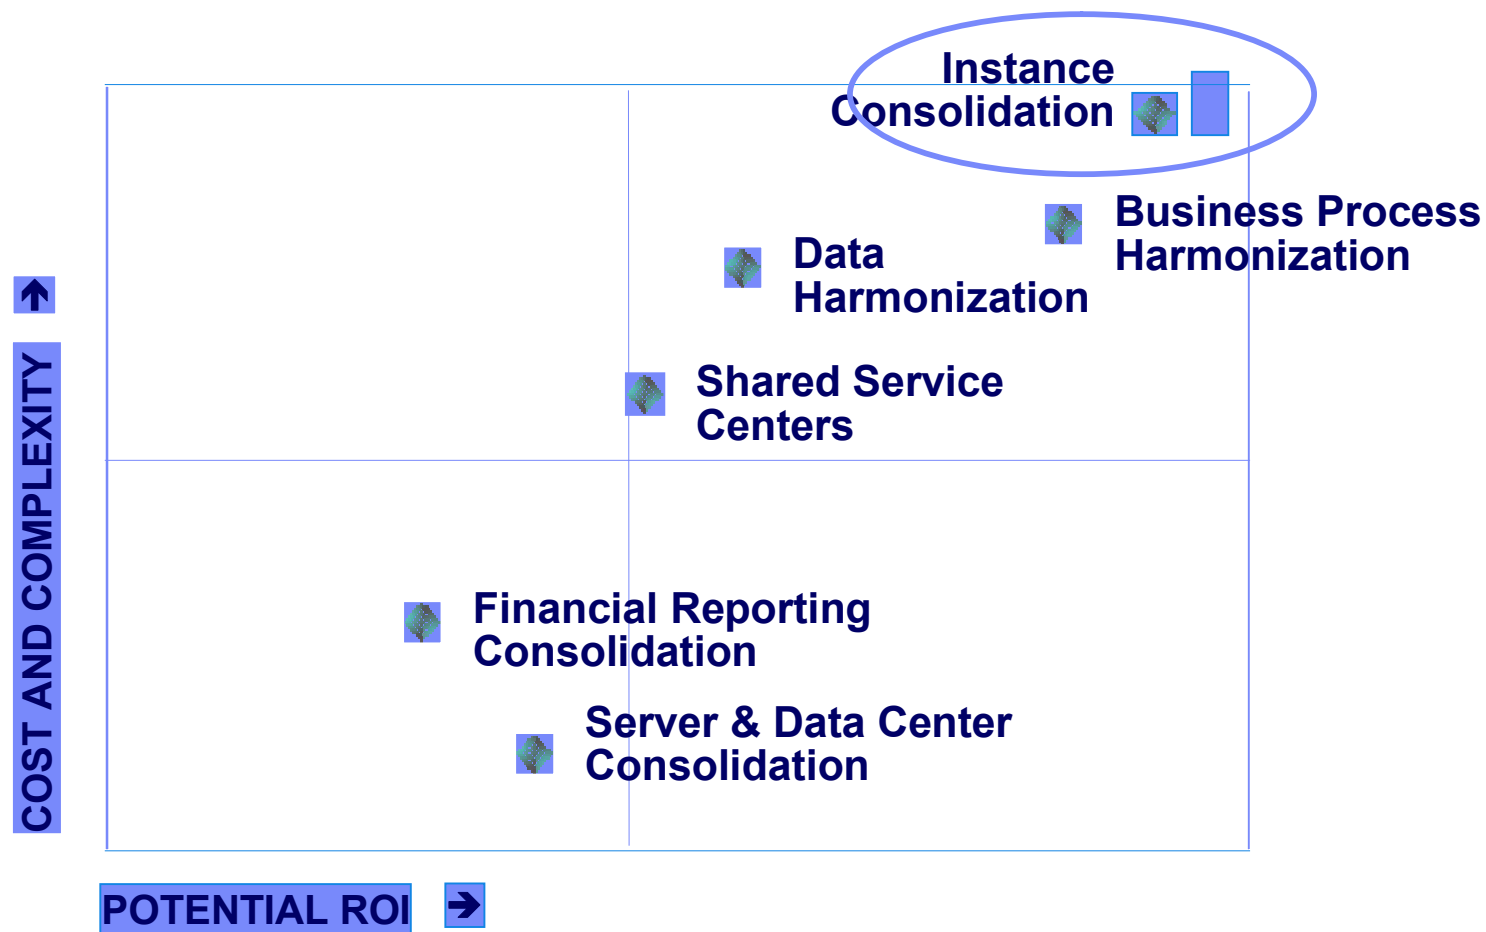 Instance
Consolidation
Business Process
Harmonization
Data
Harmonization
Shared Service
Centers
Financial Reporting
Consolidation
Server & Data Center
Consolidation
COST AND COMPLEXITY
POTENTIAL ROI